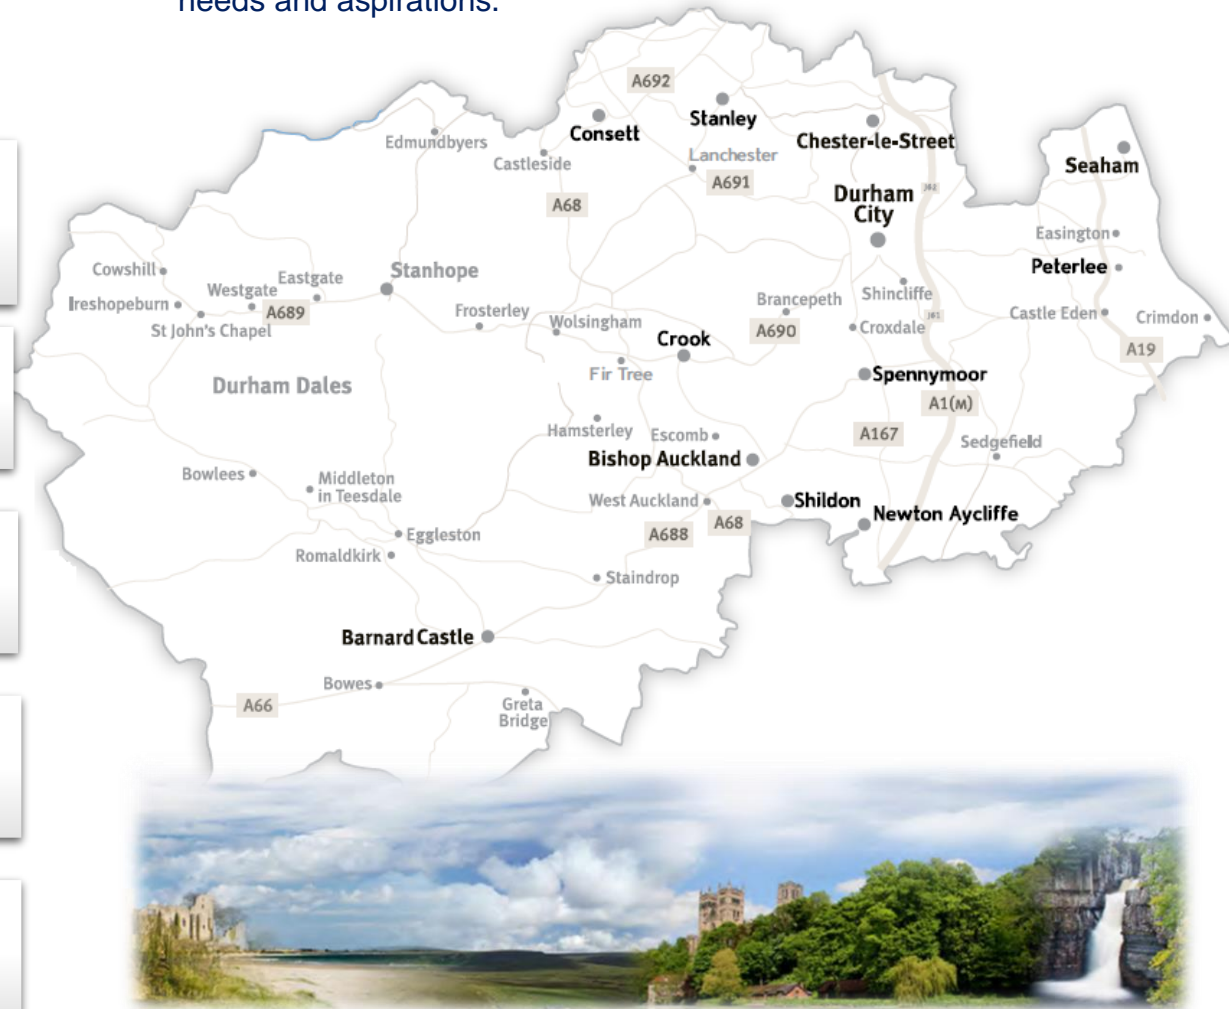 needs and aspirations.
A692
Stanley
Consett
Chester-le-Street
Edmundbyers
Castleside
Lanchester
A691
Seaham
A68
Durham
City
J62
Easington
Cowshill
Stanhope
Peterlee
Eastgate
Westgate
Ireshopeburn
A689
St John's Chapel
Frosterley
Wolsingham
Brancepeth
Shincliffe
Castle Eden
Crimdon
J61
A690
Croxdale
Crook
A19
Fir Tree
Spennymoor
Durham Dales
A1(M)
Hamsterley
Escomb
A167
Sedgefield
Bishop Auckland
Bowlees
Middleton
in Teesdale
West Auckland
Shildon
Newton Aycliffe
A68
A688
Eggleston
Romaldkirk
Staindrop
Barnard Castle
Bowes
A66
Greta
Bridge